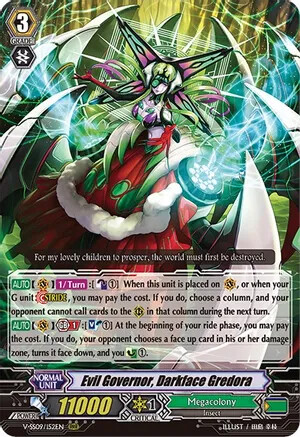 3
GRADE
For my lovely children to prosper, the world must first be destroyed.
AUTO 1/Turn When this unit is placed on , or when your
G unit STRIDE, you may pay the cost. If you do, choose a column, and your
opponent cannot call cards to the in that column during the next turn.
AUTO 1 At the beginning of your ride phase, you may
pay the cost. If you do, your opponent chooses a face up card in his or her damage
zone, turns it face down, and you
NORMAL UNIT
Evil Governor, Darkface Gredora
POWER
11000
1
CRITICAL
Megacolony
Insect
V-SS09/152EN RRR
ILLUST /